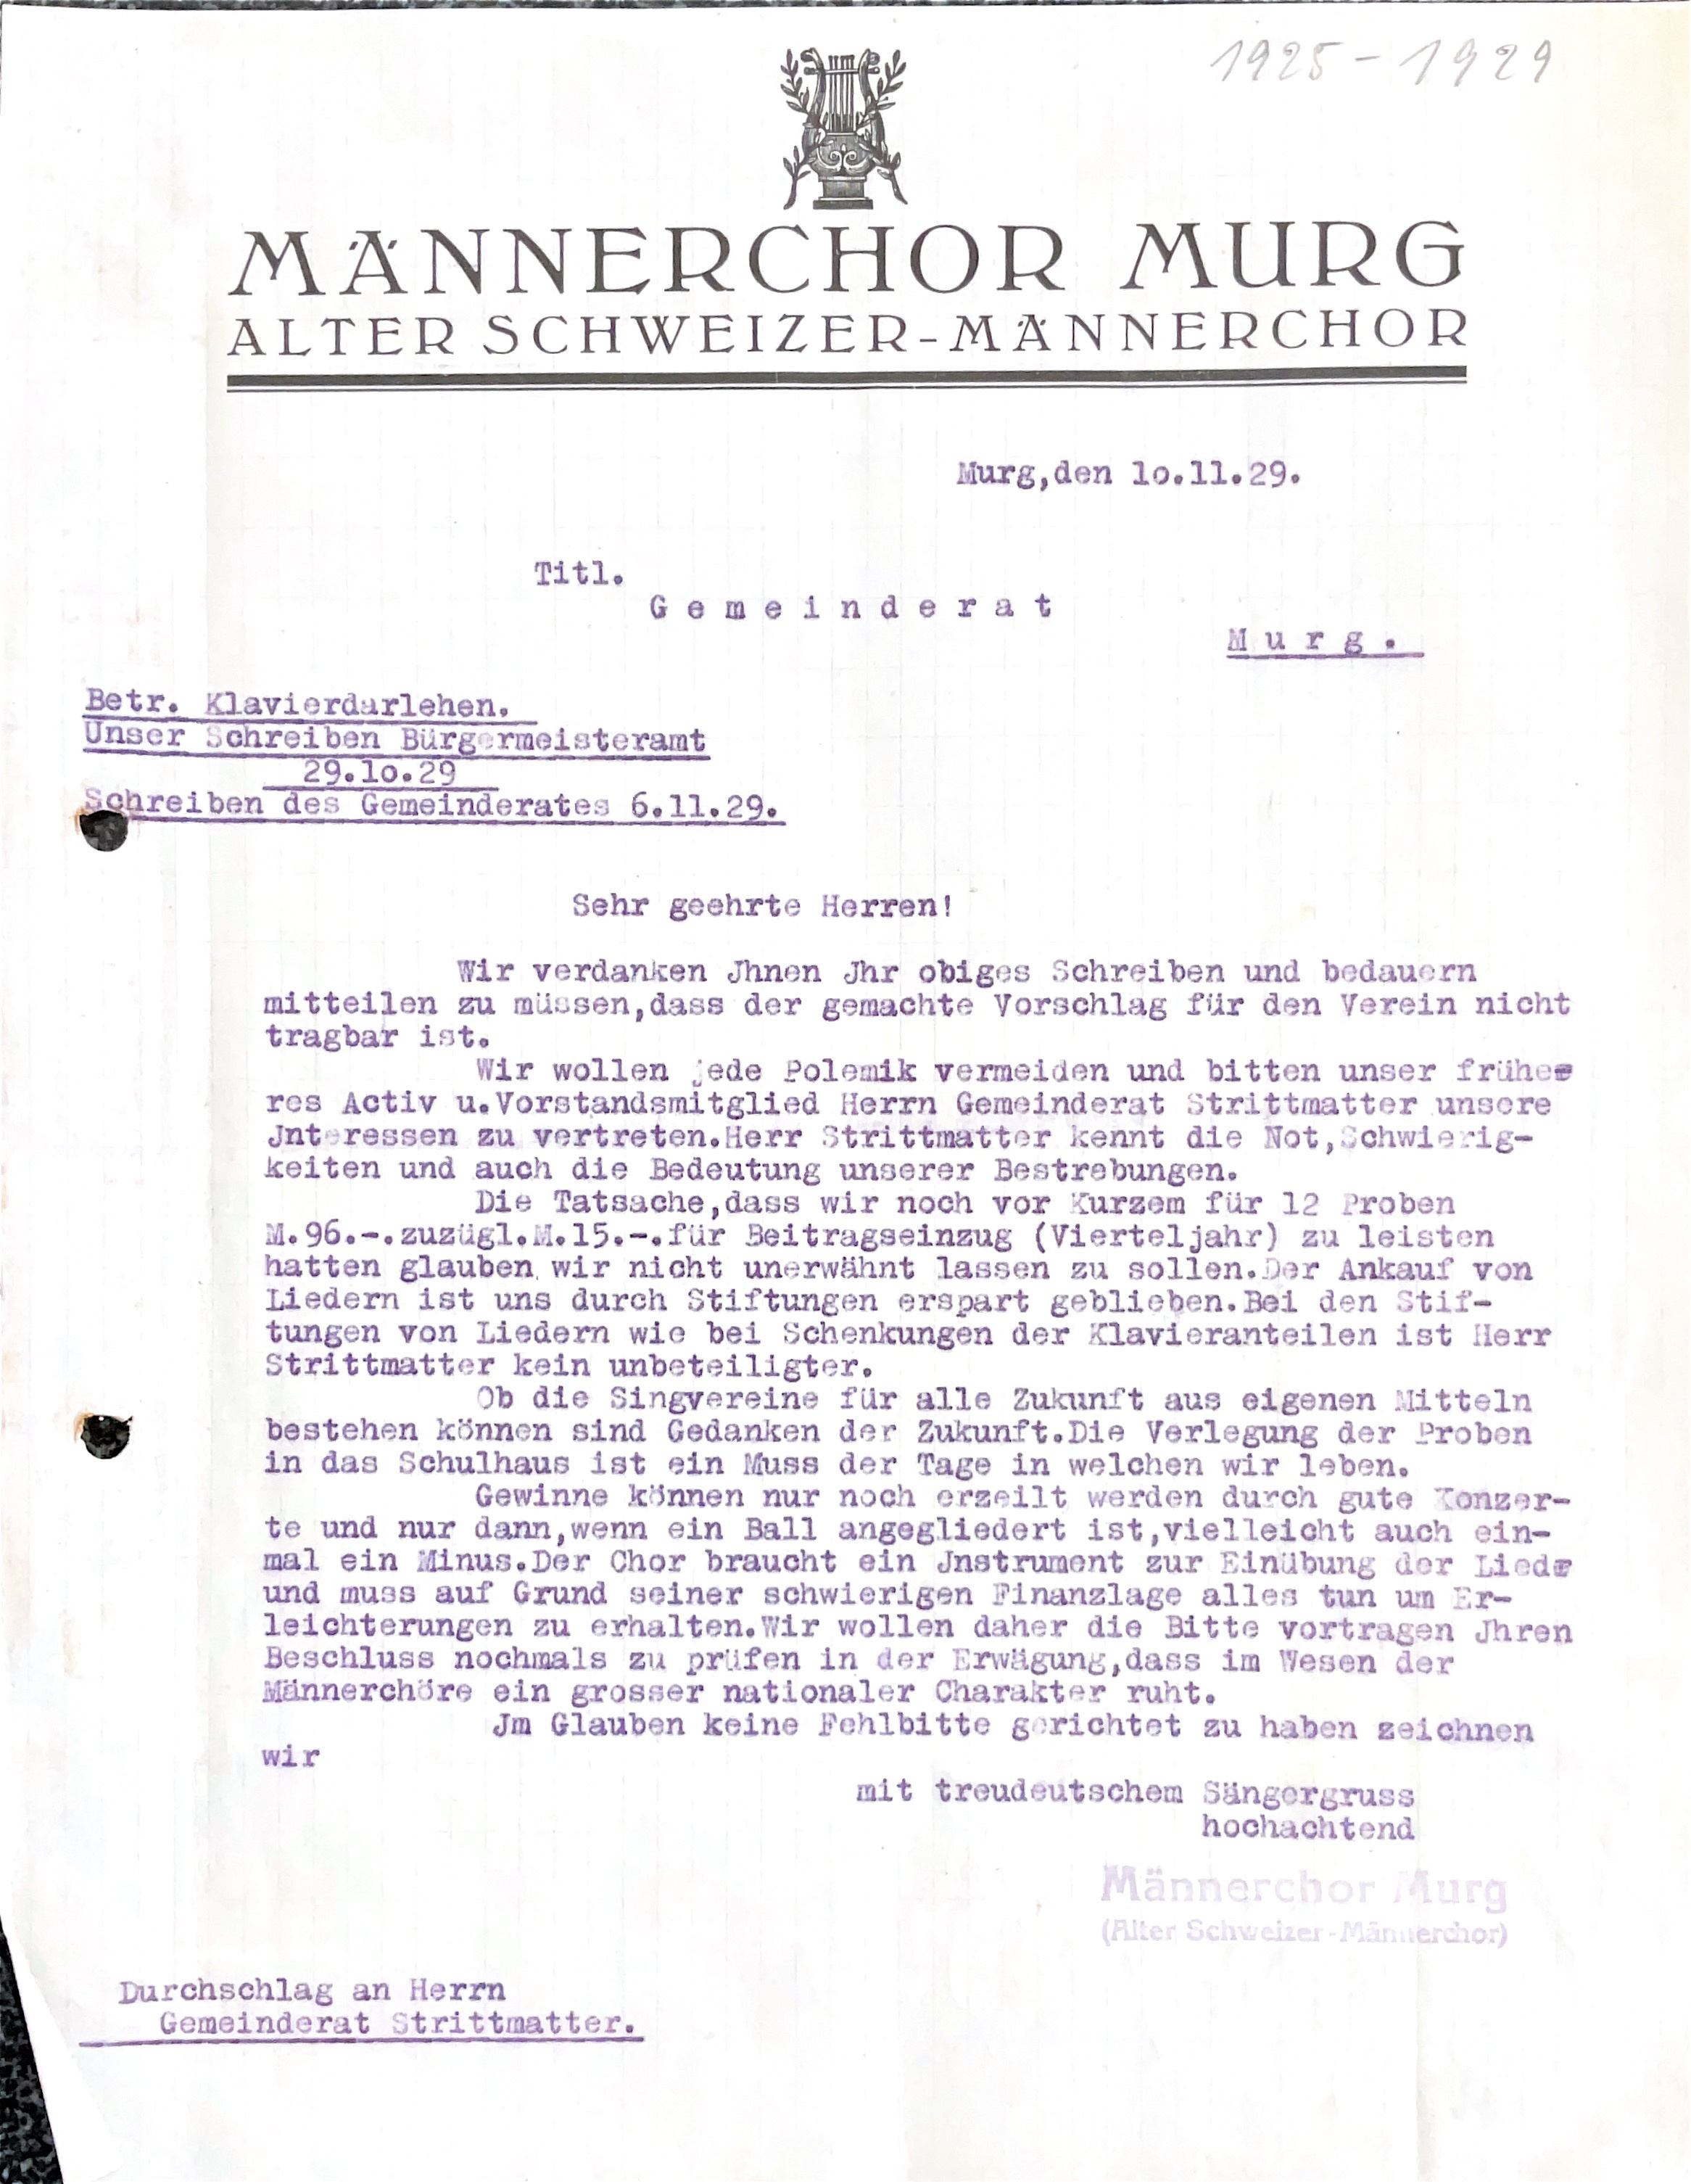 1925-1929
MÄNNERCHOR MURG
ALTER SCHWEIZER-MÄNNERCHOR
Murg,den 1o.11.29.
Titl.
G e m e i n d e r a t
M u r g .
Betr. Klavierdarlehen.
Unser Schreiben Bürgermeisteramt
29.1o.29
Schreiben des Gemeinderates 6.11.29.
Sehr geehrte Herren!
Wir verdanken Jhnen Jhr obiges Schreiben und bedauern
mitteilen zu müssen,dass der gemachte Vorschlag für den Verein nicht
tragbar ist.
Wir wollen jede Polemik vermeiden und bitten unser frühe=
res Activ u.Vorstandsmitglied Herrn Gemeinderat Strittmatter unsere
Jnteressen zu vertreten.Herr Strittmatter kennt die Not,Schwierig-
keiten und auch die Bedeutung unserer Bestrebungen.
Die Tatsache,dass wir noch vor Kurzem für 12 Proben
M.96.-.zuzügl.M.15.-.für Beitragseinzug (Vierteljahr) zu leisten
hatten glauben wir nicht unerwähnt lassen zu sollen.Der Ankauf von
Liedern ist uns durch Stiftungen erspart geblieben.Bei den Stif-
tungen von Liedern wie bei Schenkungen der Klavieranteilen ist Herr
Strittmatter kein unbeteiligter.
Ob die Singvereine für alle Zukunft aus eigenen Mitteln
bestehen können sind Gedanken der Zukunft.Die Verlegung der Proben
in das Schulhaus ist ein Muss der Tage in welchen wir leben.
Gewinne können nur noch erzeilt werden durch gute Konzer-
te und nur dann,wenn ein Ball angegliedert ist,vielleicht auch ein-
mal ein Minus.Der Chor braucht ein Jnstrument zur Einübung der
und muss auf Grund seiner schwierigen Finanzlage alles tun um Er-
leichterungen zu erhalten.Wir wollen daher die Bitte vortragen Jhren
Beschluss nochmals zu prüfen in der Erwägung,dass im Wesen der
Männerchöre ein grosser nationaler Charakter ruht.
Jm Glauben keine Fehlbitte gerichtet zu haben zeichnen
wir
mit treudeutschem Sängergruss
hochachtend
Männerchor Murg
(Alter Schweizer-Männerchor)
Durchschlag an Herrn
Gemeinderat Strittmatter.